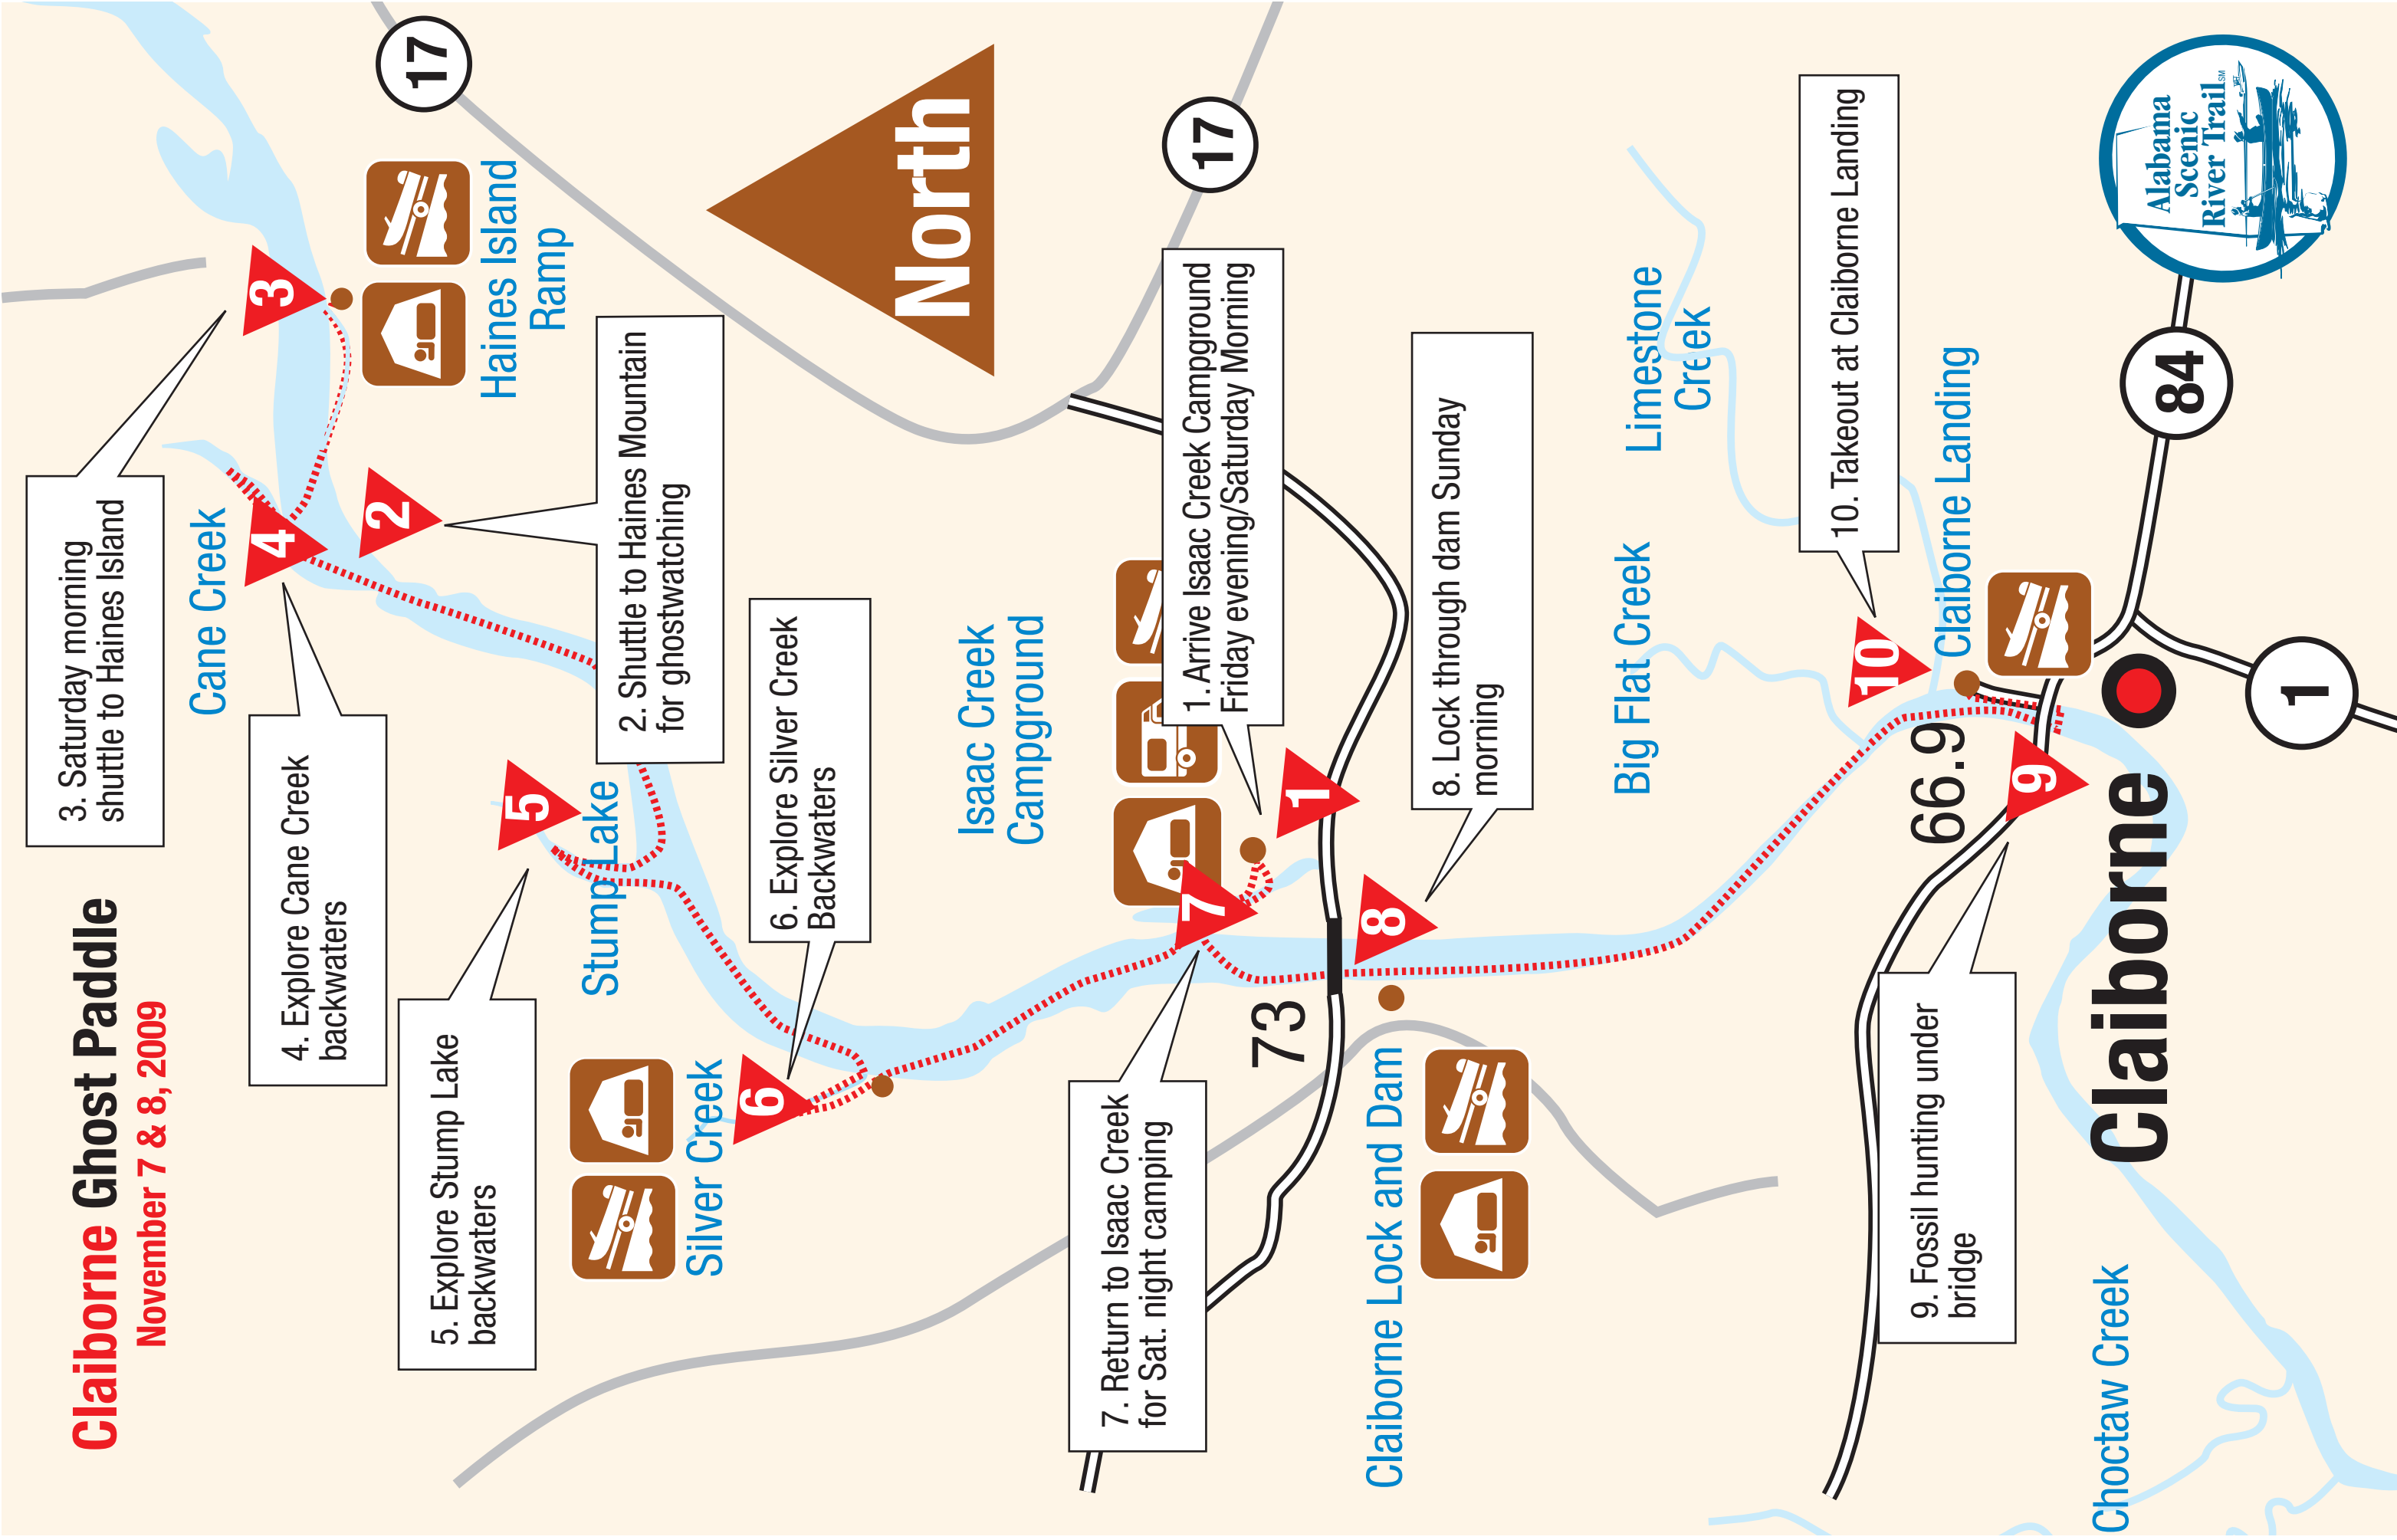 Claiborne Ghost Paddle
November 7 & 8, 2009
3. Saturday morning
shuttle to Haines Island
3
17
Haines Island
Ramp
Cane Creek
4
2
4. Explore Cane Creek
backwaters
2. Shuttle to Haines Mountain
for ghostwatching
5
5. Explore Stump Lake
backwaters
Stump Lake
6. Explore Silver Creek
Backwaters
6
Silver Creek
North
17
Isaac Creek
Campground
1. Arrive Isaac Creek Campground
Friday evening/Saturday Morning
1
7
7. Return to Isaac Creek
for Sat. night camping
73
8
8. Lock through dam Sunday
morning
Claiborne Lock and Dam
Limestone
Creek
Big Flat Creek
10. Takeout at Claiborne Landing
10
Claiborne Landing
66.9
9
9. Fossil hunting under
bridge
Claiborne
84
1
Choctaw Creek
Alabama
Scenic
River Trail SM